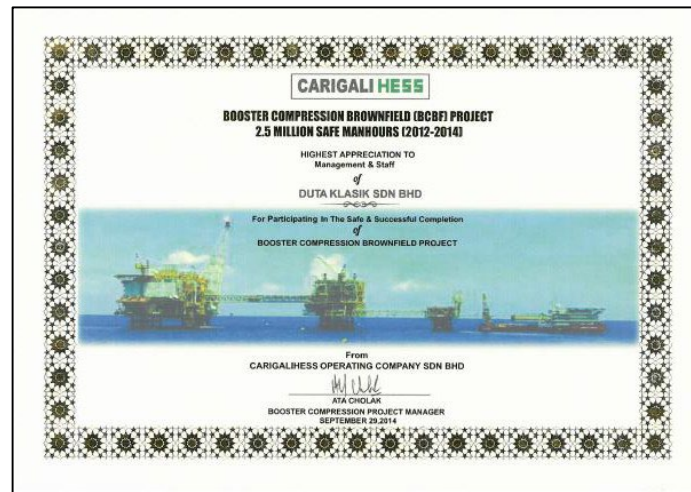 CARIGALI HESS
BOOSTER COMPRESSION BROWNFIELD (BCBF) PROJECT
2.5 MILLION SAFE MANHOURS (2012-2014)
HIGHEST APPRECIATION TO
Management & Staff
of
DUTA KLASIK SDN BHD
For Participating In The Safe & Successful Completion
of
BOOSTER COMPRESSION BROWNFIELD PROJECT
From
CARIGALIHESS OPERATING COMPANY SDN BHD
ATA CHOLAK
BOOSTER COMPRESSION PROJECT MANAGER
SEPTEMBER 29,2014